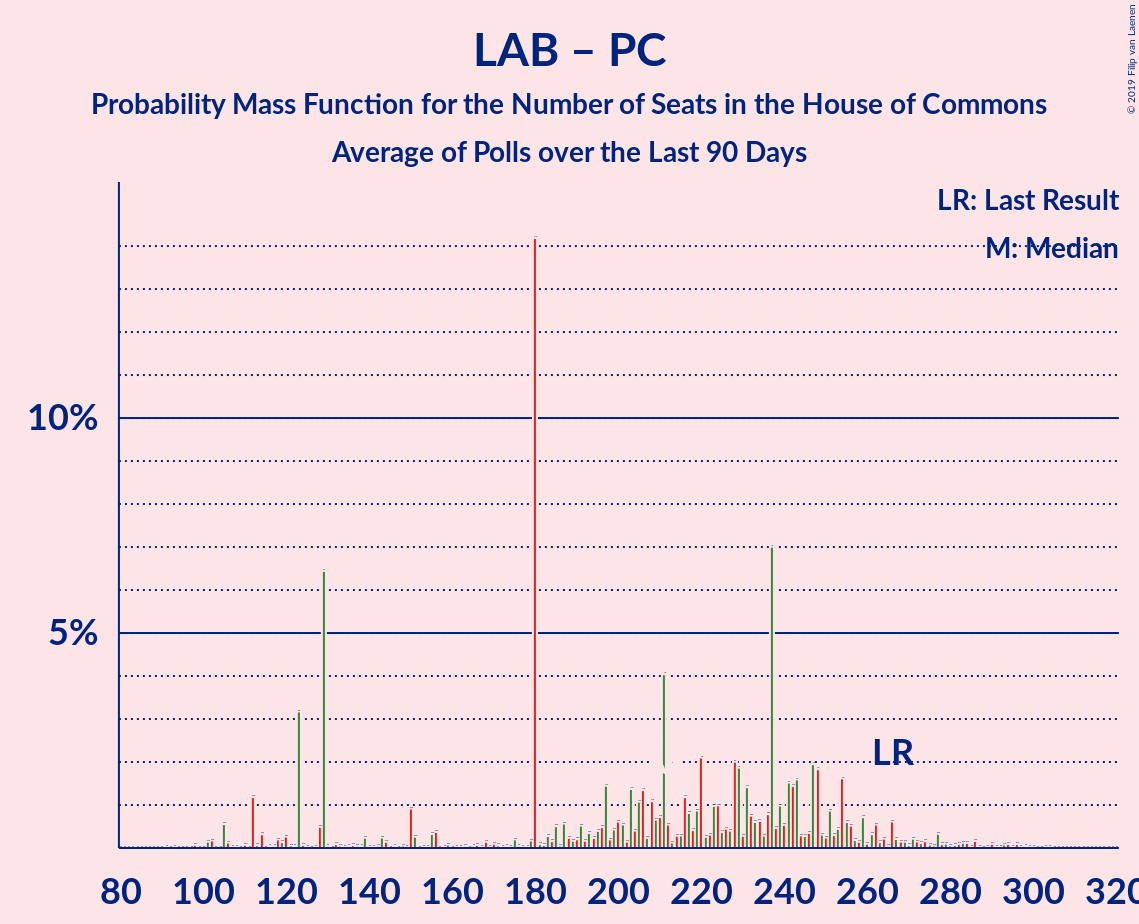 LAB – PC
Probability Mass Function for the Number of Seats in the House of Commons
Average of Polls over the Last 90 Days
© 2019 Filip van Laenen
LR: Last Result
M: Median
10%
5%
LR
80 100 120 140 160 180 200 220 240 260 280 300 320